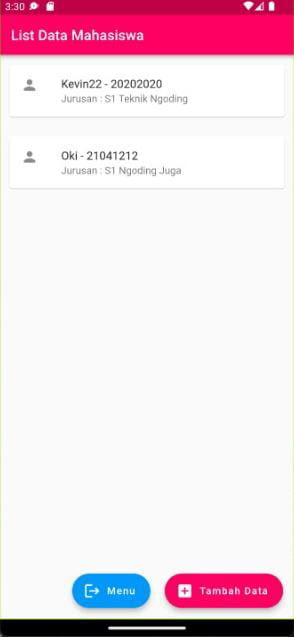 3:30
List Data Mahasiswa
Kevin22 - 20202020
Jurusan : S1 Teknik Ngoding
Oki - 21041212
Jurusan : S1 Ngoding Juga
Menu
Tambah Data